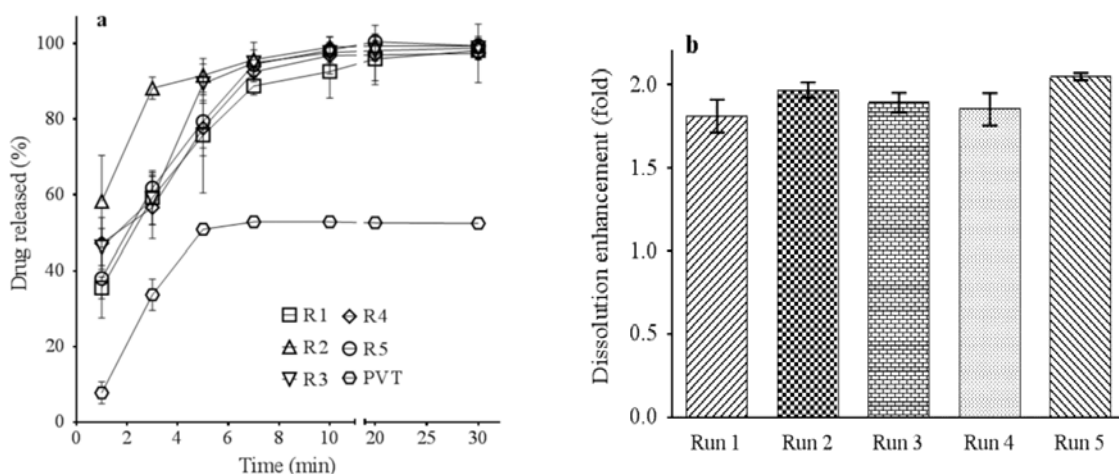 a
Drug released (%)
100
80
60
40
20
0
R1
R2
R3
R4
R5
PVT
0 2 4 6 8 10 20 25 30
Time (min)
b
Dissolution enhancement (fold)
2.0
1.5
1.0
0.5
0.0
Run 1 Run 2 Run 3 Run 4 Run 5